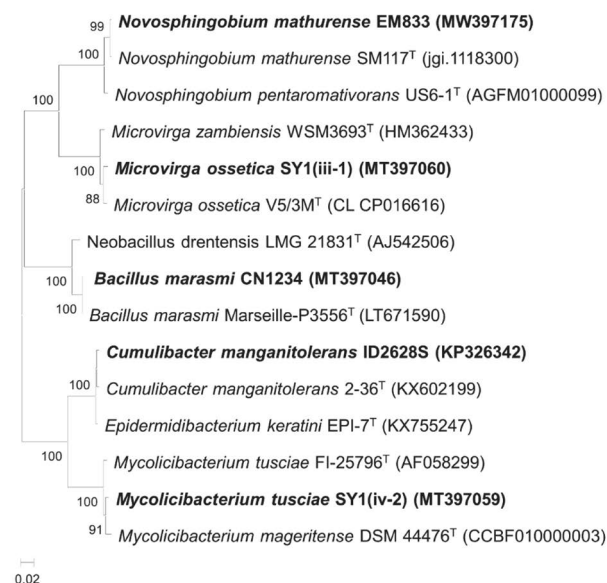 99
Novosphingobium mathurense EM833 (MW397175)
100
Novosphingobium mathurense SM117ᵀ (jgi.1118300)
100
Novosphingobium pentaromativorans US6-1ᵀ (AGFM01000099)
Microvirga zambiensis WSM3693ᵀ (HM362433)
100
Microvirga ossetica SY1(iii-1) (MT397060)
88
Microvirga ossetica V5/3Mᵀ (CL CP016616)
Neobacillus drentensis LMG 21831ᵀ (AJ542506)
100
Bacillus marasmi CN1234 (MT397046)
100
Bacillus marasmi Marseille-P3556ᵀ (LT671590)
Cumulibacter manganitolerans ID2628S (KP326342)
100
Cumulibacter manganitolerans 2-36ᵀ (KX602199)
Epidermidibacterium keratini EPI-7ᵀ (KX755247)
100
Mycolicibacterium tusciae FI-25796ᵀ (AF058299)
100
Mycolicibacterium tusciae SY1(iv-2) (MT397059)
91
Mycolicibacterium mageritense DSM 44476ᵀ (CCBF010000003)
0.02